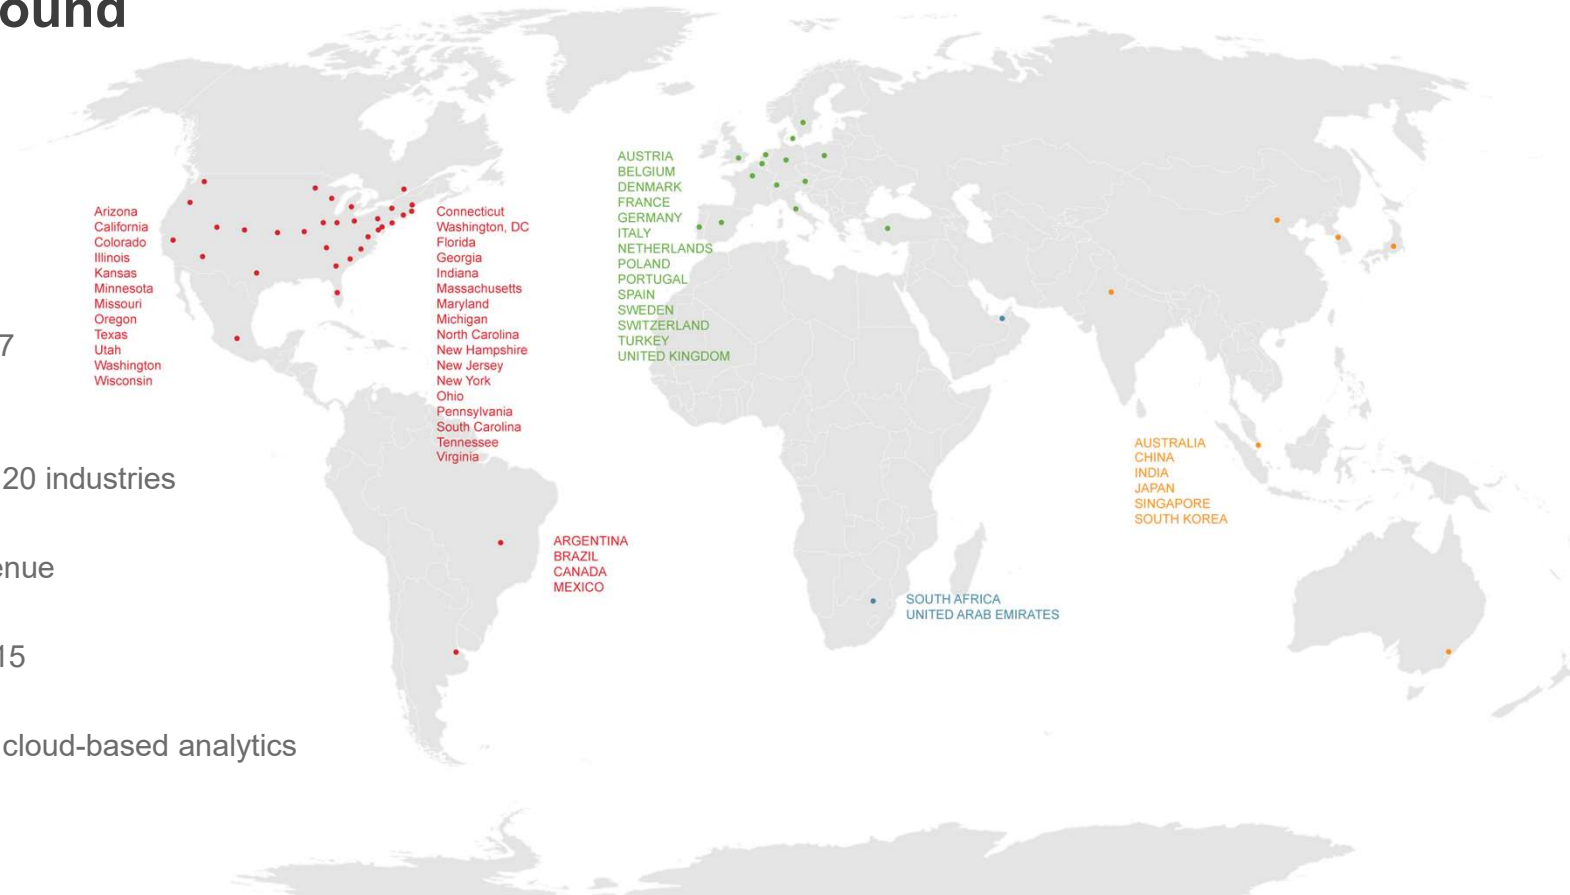 ound
7
20 industries
enue
15
cloud-based analytics
Arizona
California
Colorado
Illinois
Kansas
Minnesota
Missouri
Oregon
Texas
Utah
Washington
Wisconsin
Connecticut
Washington, DC
Florida
Georgia
Indiana
Massachusetts
Maryland
Michigan
North Carolina
New Hampshire
New Jersey
New York
Ohio
Pennsylvania
South Carolina
Tennessee
Virginia
ARGENTINA
BRAZIL
CANADA
MEXICO
AUSTRIA
BELGIUM
DENMARK
FRANCE
GERMANY
ITALY
NETHERLANDS
POLAND
PORTUGAL
SPAIN
SWEDEN
SWITZERLAND
TURKEY
UNITED KINGDOM
SOUTH AFRICA
UNITED ARAB EMIRATES
AUSTRALIA
CHINA
INDIA
JAPAN
SINGAPORE
SOUTH KOREA